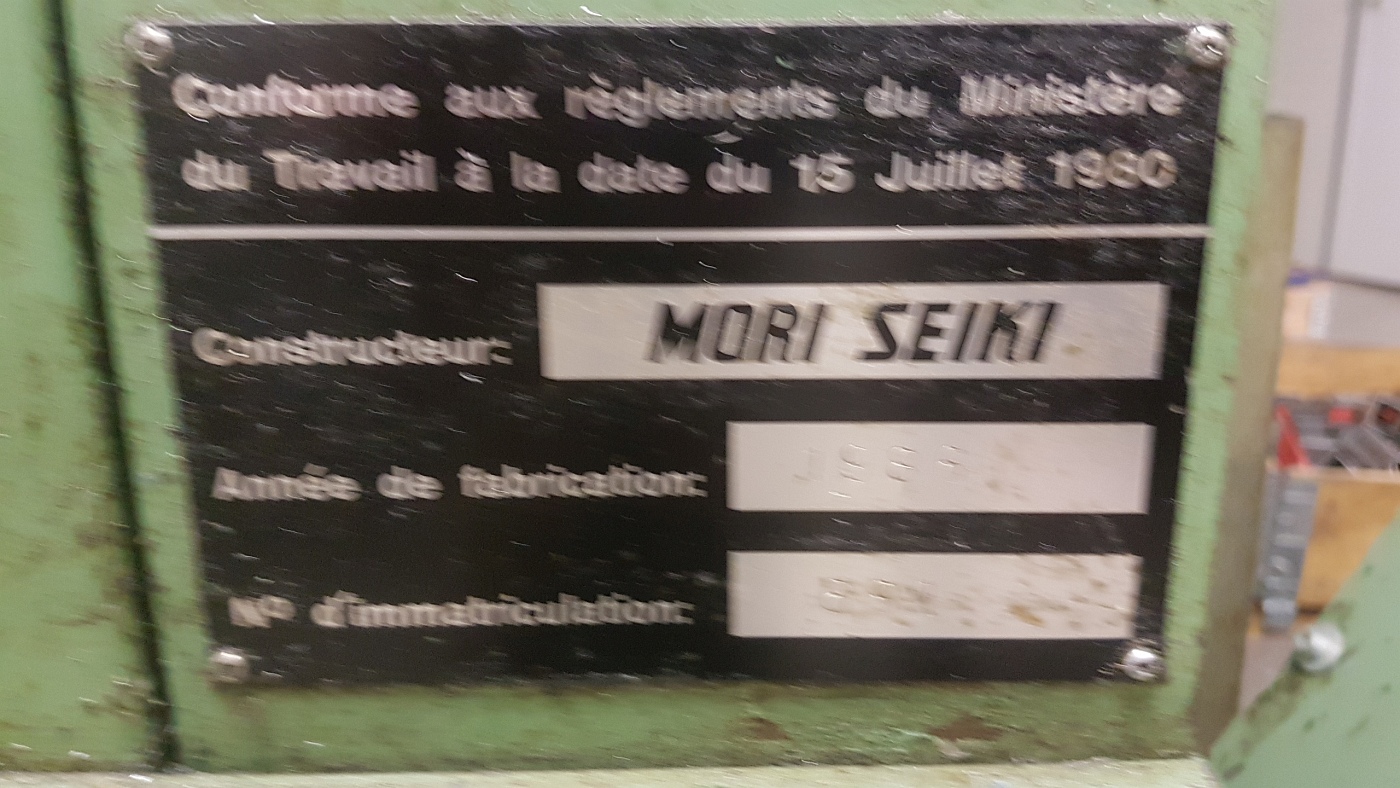 Conforme aux règlements du Ministère
du Travail à la date du 15 Juillet 1980
Constructeur: MORI SEIKI
Année de fabrication:
N° d'immatriculation: